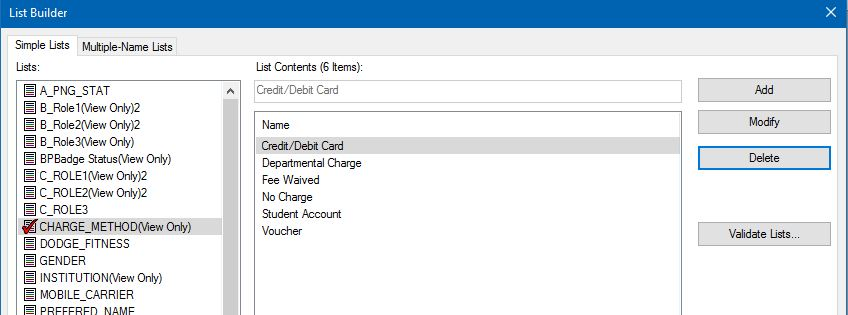 List Builder
Simple Lists
Multiple-Name Lists
Lists:
A_PNG_STAT
B_Role1(View Only)2
B_Role2(View Only)2
B_Role3(View Only)
BPBadge Status(View Only)
C_ROLE1(View Only)2
C_ROLE2(View Only)2
C_ROLE3
CHARGE_METHOD(View Only)
DODGE_FITNESS
GENDER
INSTITUTION(View Only)
MOBILE_CARRIER
PREFERRED_NAME
List Contents (6 Items):
Credit/Debit Card
Name
Credit/Debit Card
Departmental Charge
Fee Waived
No Charge
Student Account
Voucher
Add
Modify
Delete
Validate Lists...